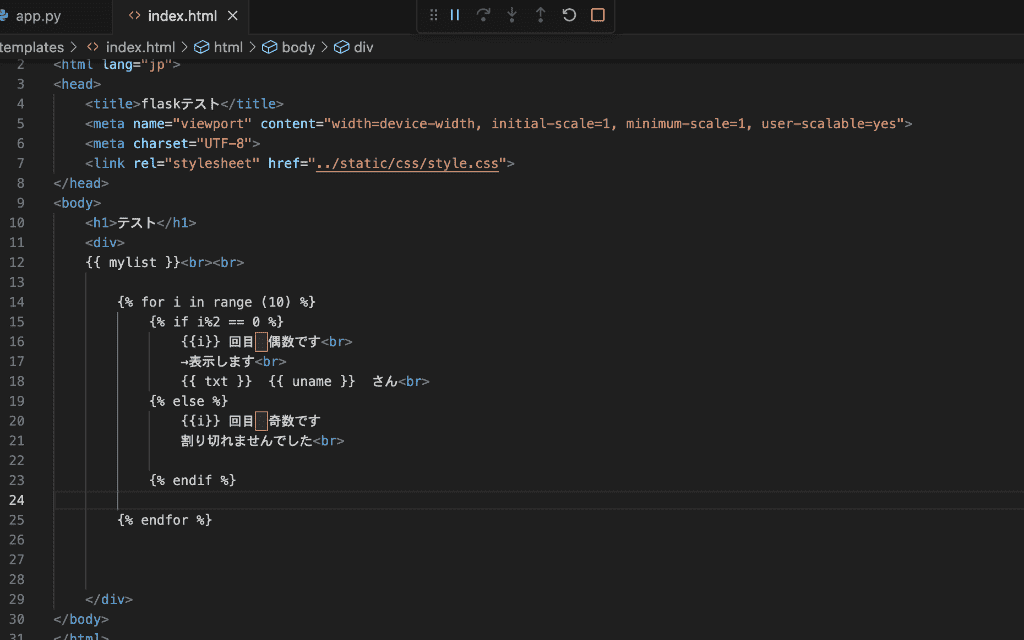 app.py index.html
templates > index.html > html > body > div
2 <html lang="jp">
3 <head>
4 <title>flaskテスト</title>
5 <meta name="viewport" content="width=device-width, initial-scale=1, minimum-scale=1, user-scalable=yes">
6 <meta charset="UTF-8">
7 <link rel="stylesheet" href="../static/css/style.css">
8 </head>
9 <body>
10 <h1>テスト</h1>
11 <div>
12 {{ mylist }}<br><br>
13
14 {% for i in range (10) %}
15 {% if i%2 == 0 %}
16 {{i}} 回目　偶数です<br>
17 →表示します<br>
18 {{ txt }} {{ uname }} さん<br>
19 {% else %}
20 {{i}} 回目　奇数です
21 割り切れませんでした<br>
22
23 {% endif %}
24
25 {% endfor %}
26
27
28
29 </div>
30 </body>
31 </html>